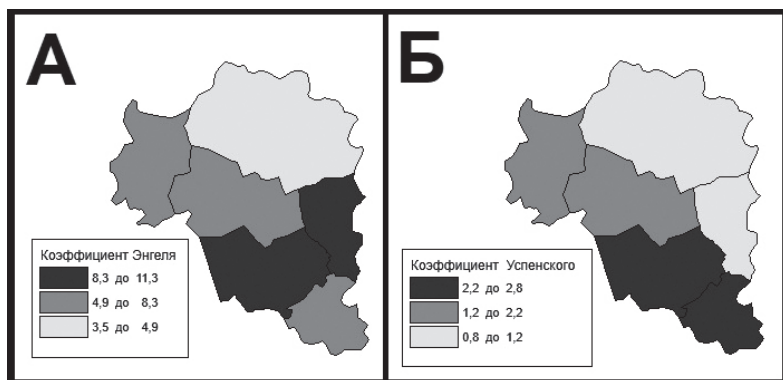 А
Коэффициент Энгеля
8,3 до 11,3
4,9 до 8,3
3,5 до 4,9
Б
Коэффициент Успенского
2,2 до 2,8
1,2 до 2,2
0,8 до 1,2